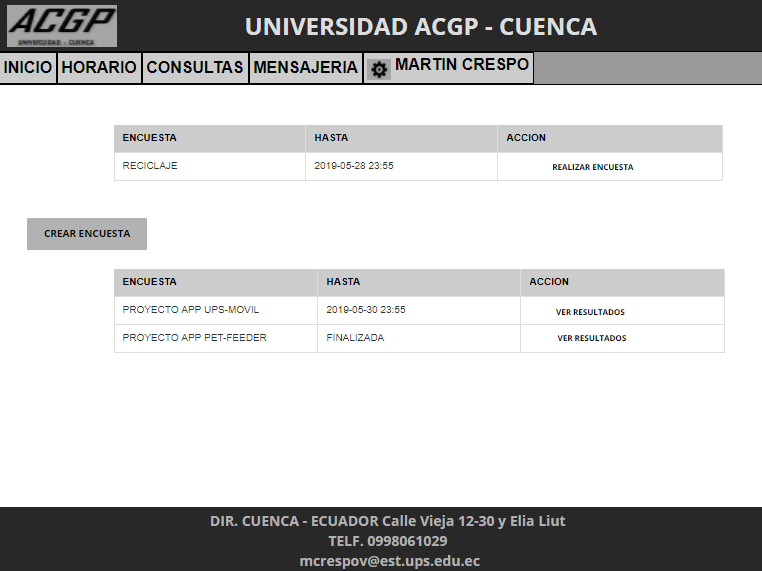 ACGP
UNIVERSIDAD - CUENCA
UNIVERSIDAD ACGP - CUENCA
INICIO HORARIO CONSULTAS MENSAJERIA MARTIN CRESPO
ENCUESTA HASTA ACCION
RECICLAJE 2019-05-28 23:55 REALIZAR ENCUESTA
CREAR ENCUESTA
ENCUESTA HASTA ACCION
PROYECTO APP UPS-MOVIL 2019-05-30 23:55 VER RESULTADOS
PROYECTO APP PET-FEEDER FINALIZADA VER RESULTADOS
DIR. CUENCA - ECUADOR Calle Vieja 12-30 y Elia Liut
TELF. 0998061029
mcrespov@est.ups.edu.ec